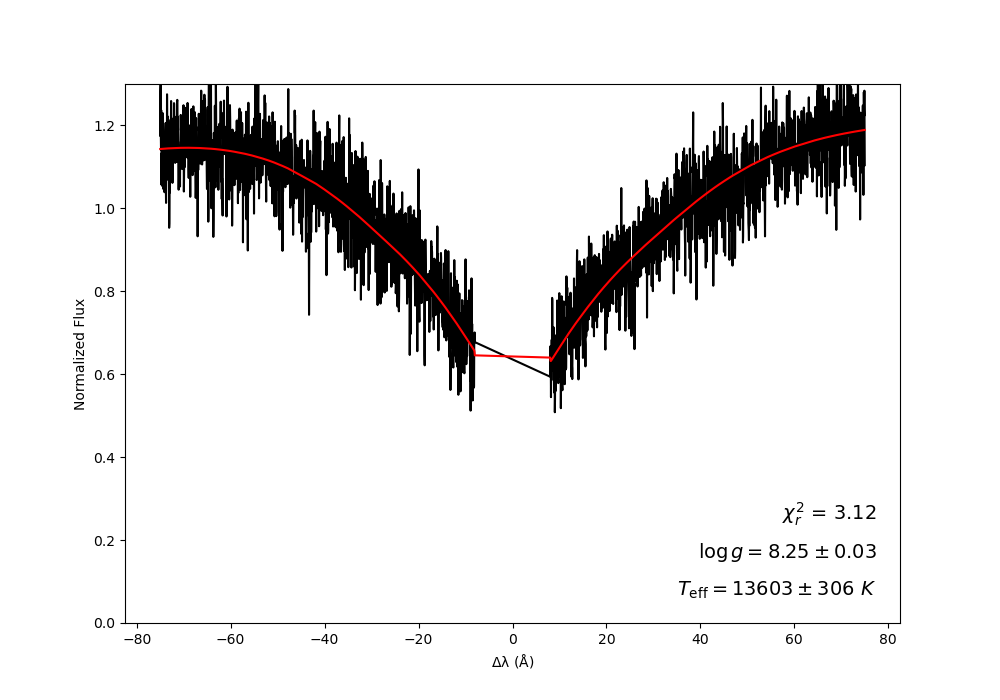 1.2
1.0
0.8
0.6
0.4
0.2
0.0
Normalized Flux
χ²ᵣ = 3.12
log g = 8.25 ± 0.03
T_eff = 13603 ± 306 K
−80 −60 −40 −20 0 20 40 60 80
Δλ (Å)